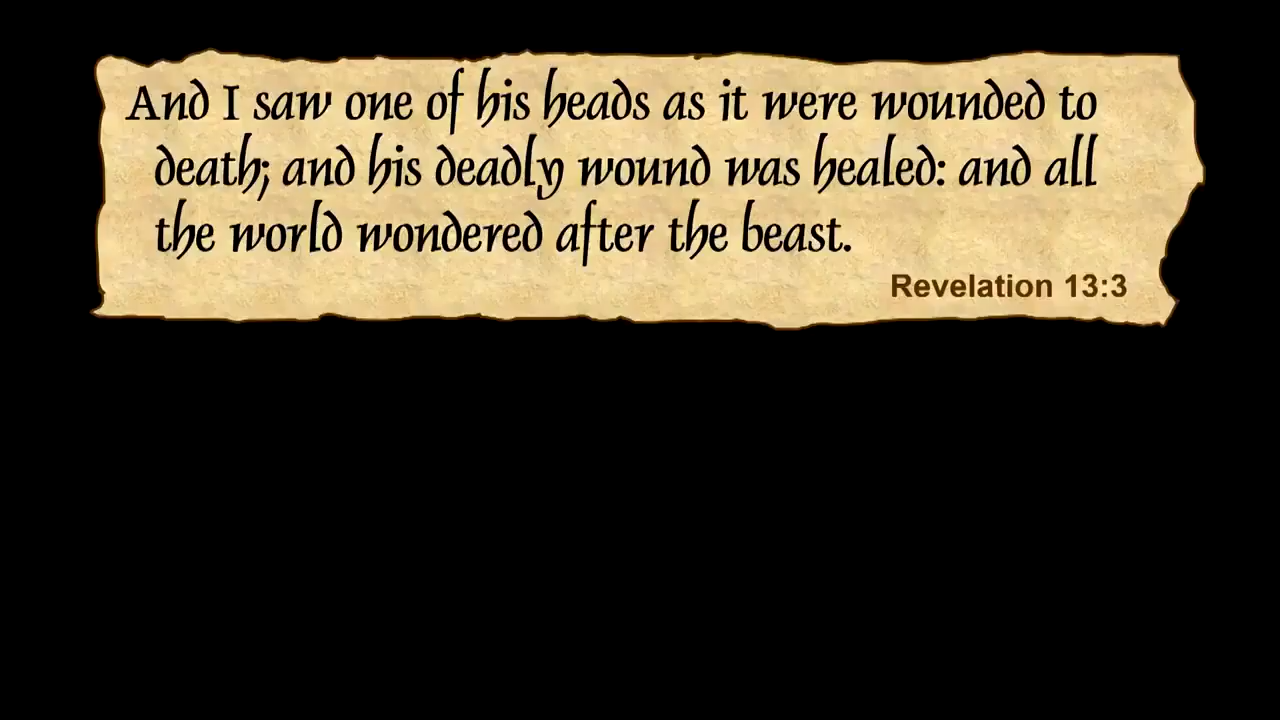 And I saw one of his heads as it were wounded to
death; and his deadly wound was healed: and all
the world wondered after the beast.
Revelation 13:3